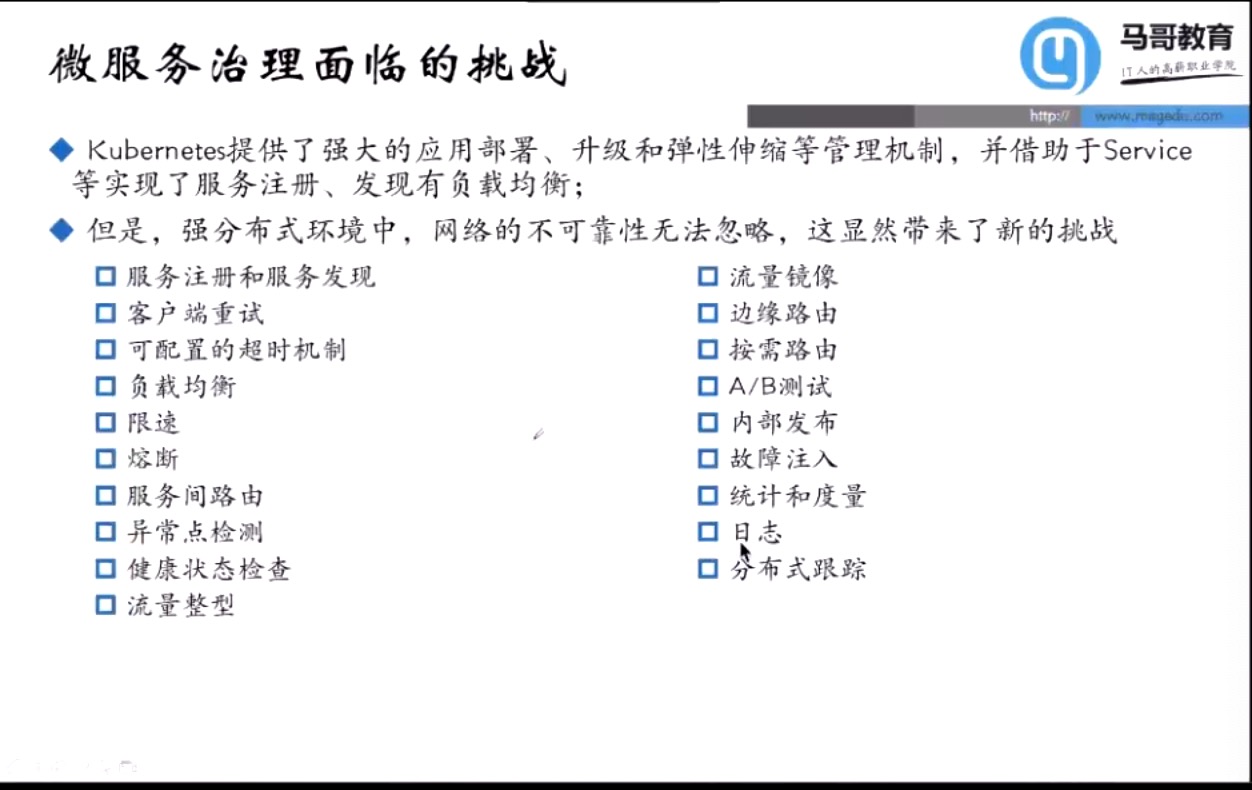 微服务治理面临的挑战
马哥教育
IT人的高薪职业学院
http://
www.magedu.com
Kubernetes提供了强大的应用部署、升级和弹性伸缩等管理机制，并借助于Service
等实现了服务注册、发现有负载均衡；
但是，强分布式环境中，网络的不可靠性无法忽略，这显然带来了新的挑战
服务注册和服务发现
客户端重试
可配置的超时机制
负载均衡
限速
熔断
服务间路由
异常点检测
健康状态检查
流量整型
流量镜像
边缘路由
按需路由
A/B测试
内部发布
故障注入
统计和度量
日志
分布式跟踪